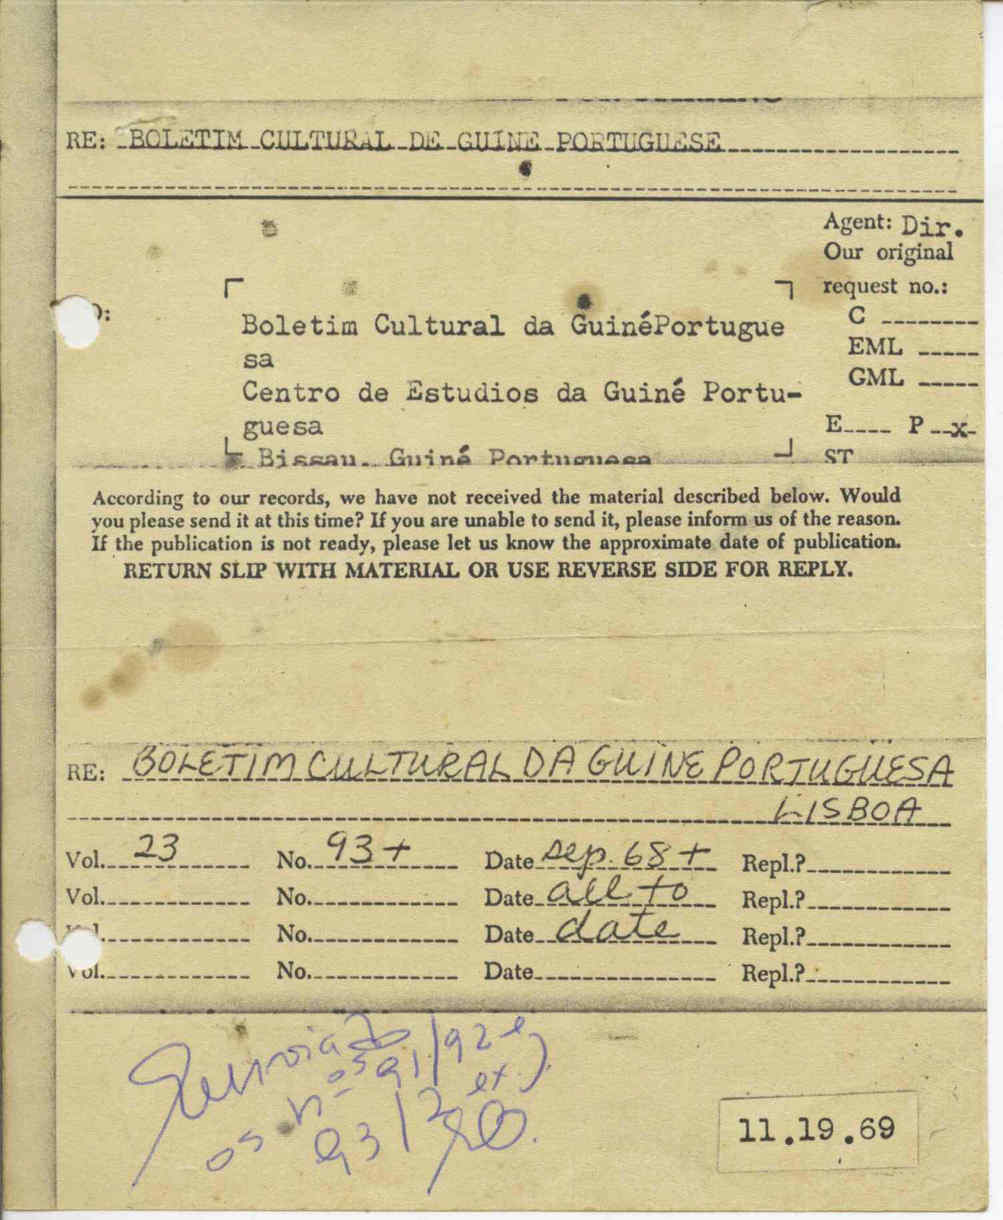 RE: BOLETIM CULTURAL DE GUINE PORTUGUESE
Agent: Dir.
Our original
request no.:
C
EML
GML
E P x
ST
Boletim Cultural da GuinéPortugue
sa
Centro de Estudios da Guiné Portu-
guesa
Bissau. Guiné Portuguesa
According to our records, we have not received the material described below. Would
you please send it at this time? If you are unable to send it, please inform us of the reason.
If the publication is not ready, please let us know the approximate date of publication.
RETURN SLIP WITH MATERIAL OR USE REVERSE SIDE FOR REPLY.
RE: BOLETIM CULTURAL DA GUINE PORTUGUESA
LISBOA
Vol. 23 No. 93+ Date sep. 68+ Repl.?
Vol. No. Date all to Repl.?
Vol. No. Date date Repl.?
Vol. No. Date Repl.?
os nos 91/92 e
93
11.19.69